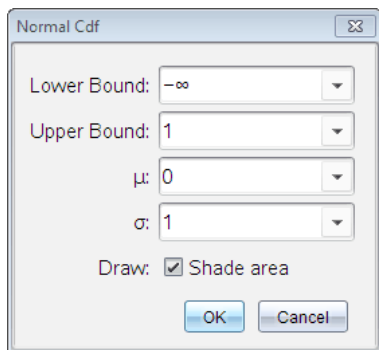 Normal Cdf
Lower Bound: -∞
Upper Bound: 1
μ: 0
σ: 1
Draw: Shade area
OK Cancel